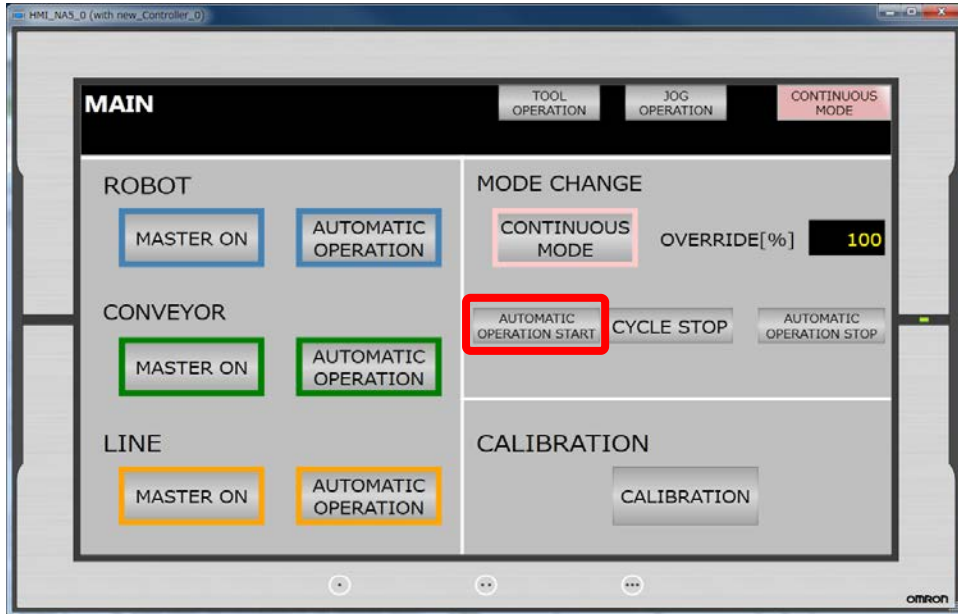 HMI_NA5_0 (with new_Controller_0)
MAIN
TOOL
OPERATION
JOG
OPERATION
CONTINUOUS
MODE
ROBOT
MASTER ON
AUTOMATIC
OPERATION
CONVEYOR
MASTER ON
AUTOMATIC
OPERATION
LINE
MASTER ON
AUTOMATIC
OPERATION
MODE CHANGE
CONTINUOUS
MODE
OVERRIDE[%]
100
AUTOMATIC
OPERATION START
CYCLE STOP
AUTOMATIC
OPERATION STOP
CALIBRATION
CALIBRATION
OMRON